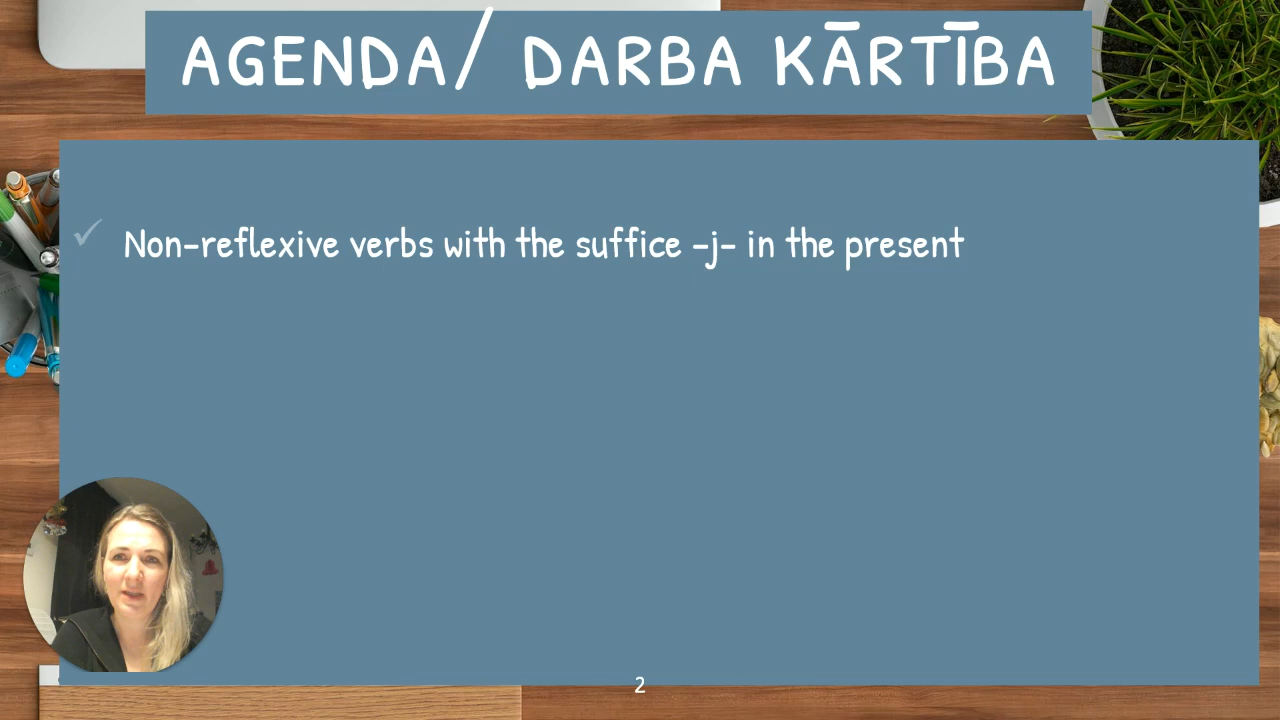 AGENDA/ DARBA KĀRTĪBA
Non-reflexive verbs with the suffice -j- in the present
2